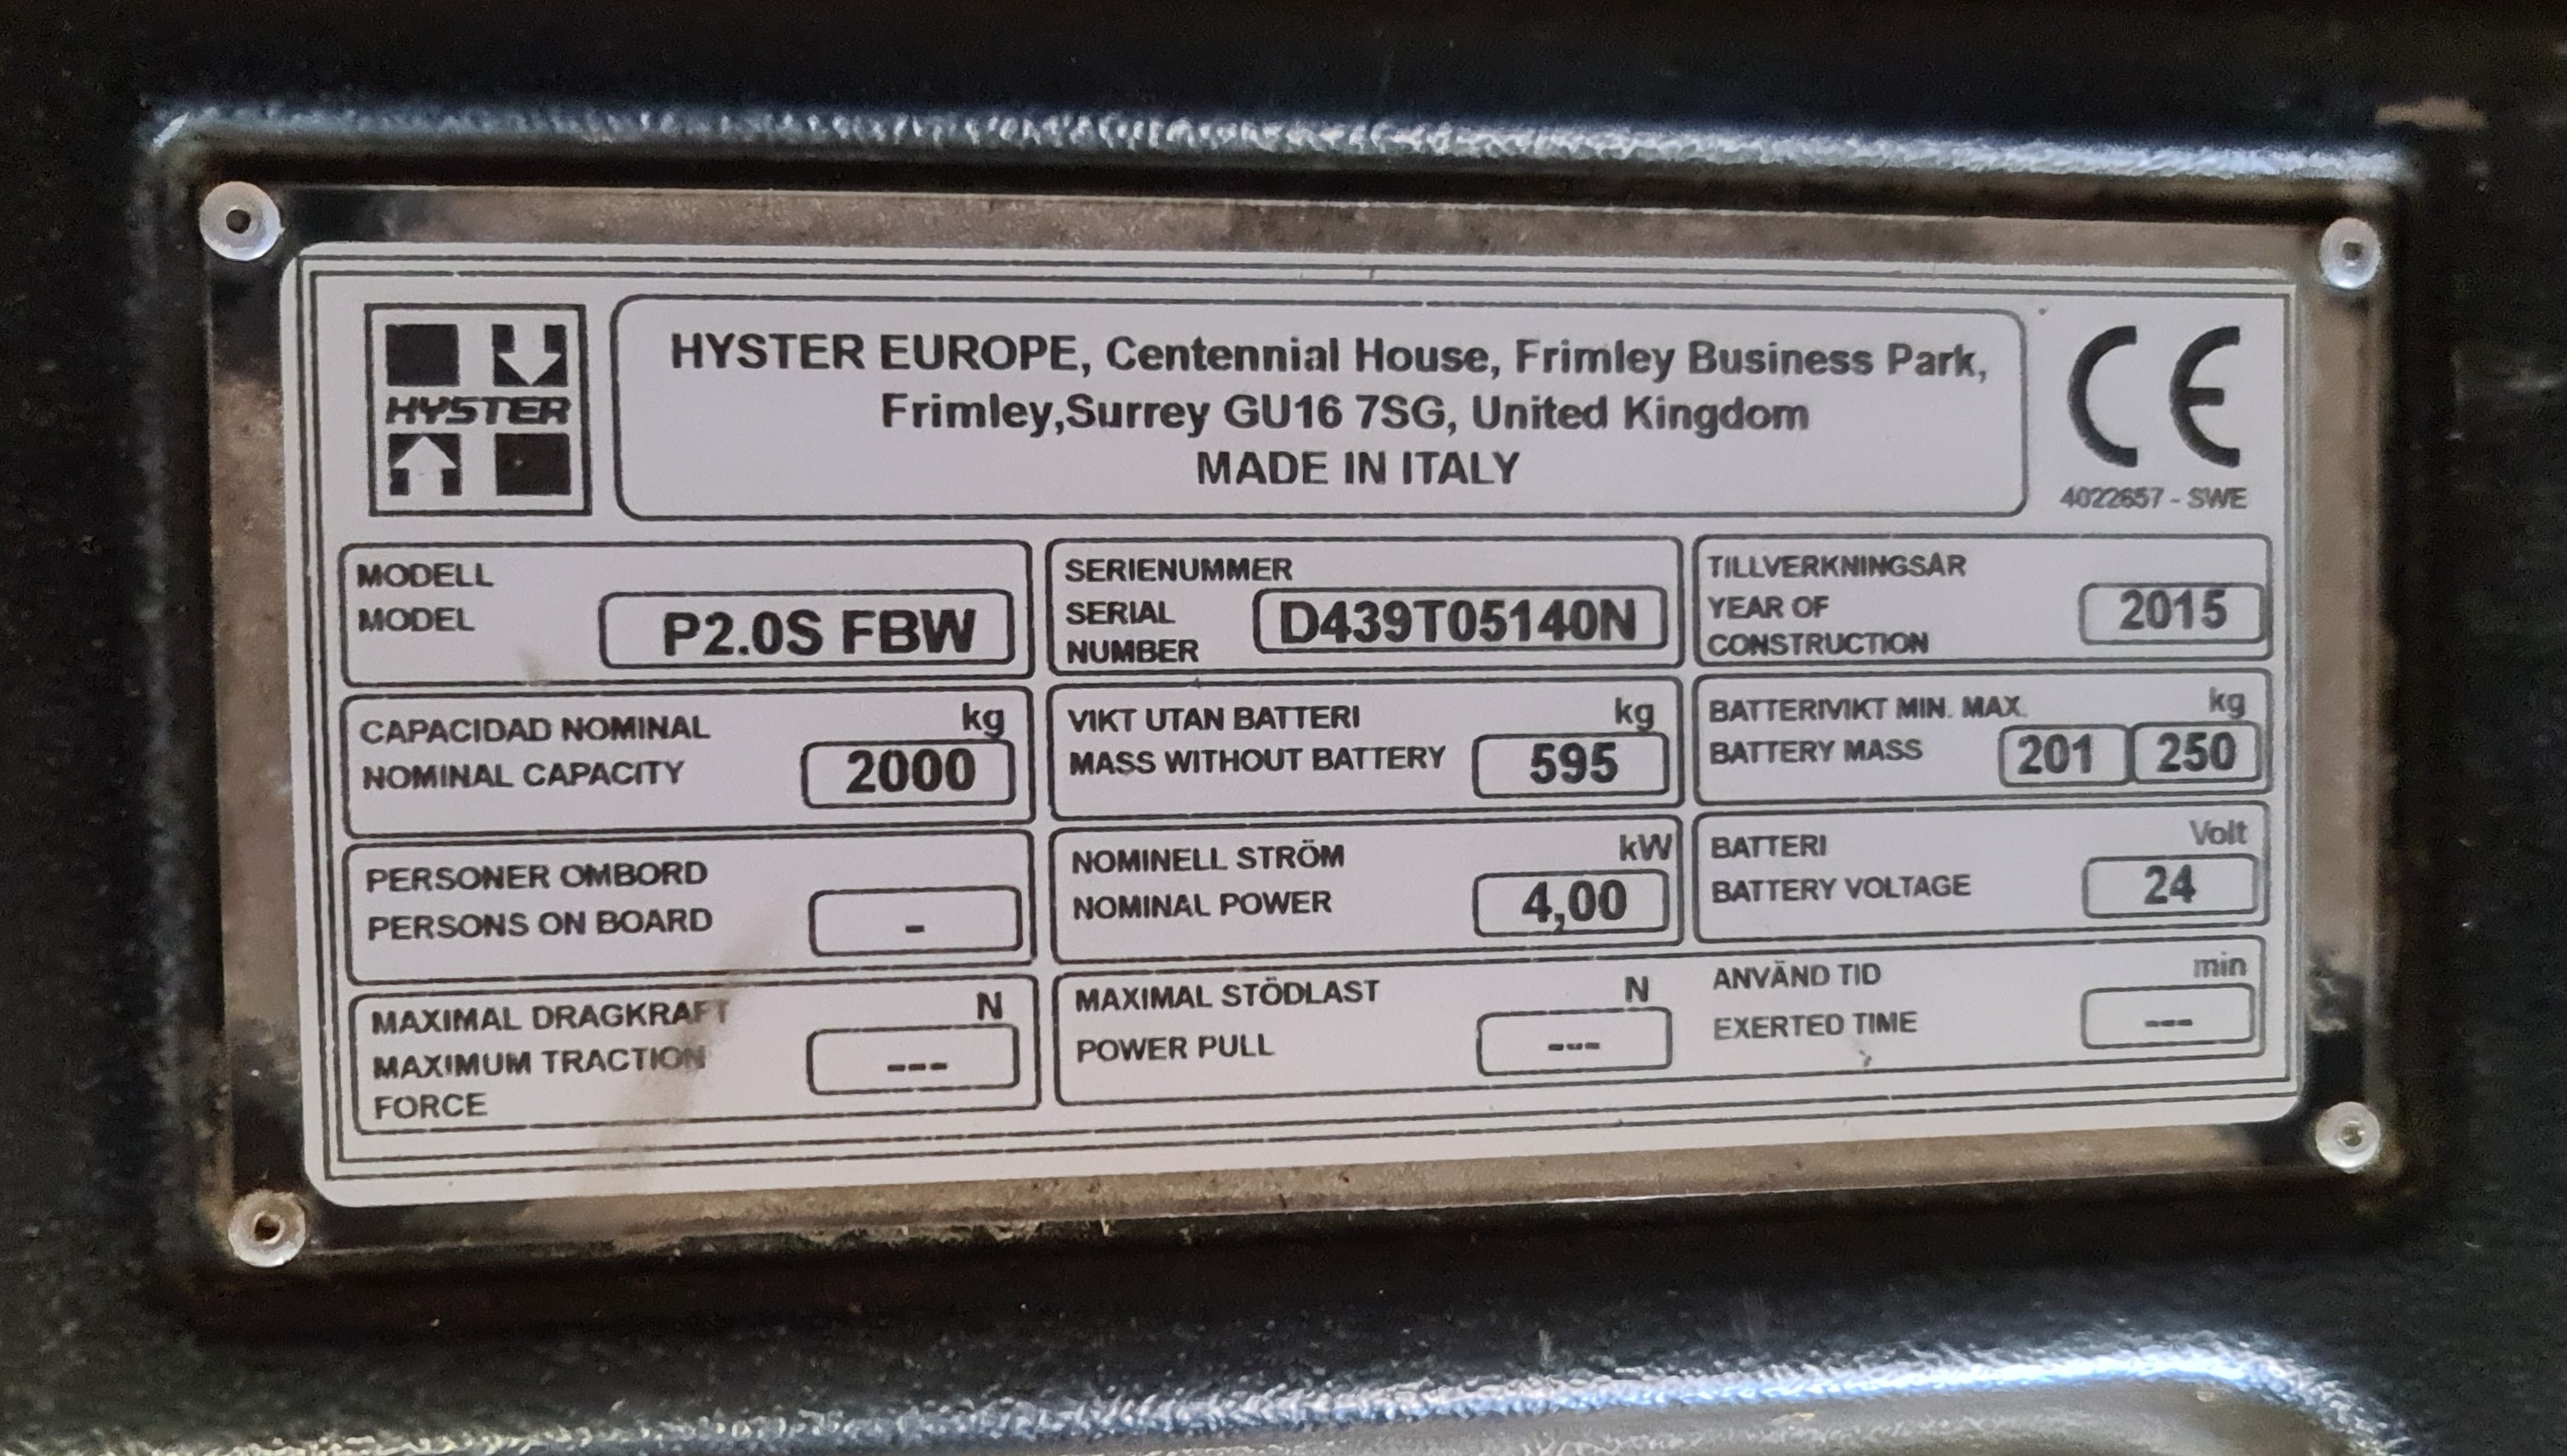 HYSTER
HYSTER EUROPE, Centennial House, Frimley Business Park,
Frimley,Surrey GU16 7SG, United Kingdom
MADE IN ITALY
CE
4022657 - SWE
MODELL
MODEL
P2.0S FBW
SERIENUMMER
SERIAL
NUMBER
D439T05140N
TILLVERKNINGSAR
YEAR OF
CONSTRUCTION
2015
CAPACIDAD NOMINAL kg
NOMINAL CAPACITY 2000
VIKT UTAN BATTERI kg
MASS WITHOUT BATTERY 595
BATTERIVIKT MIN. MAX. kg
BATTERY MASS 201 250
PERSONER OMBORD
PERSONS ON BOARD -
NOMINELL STRÖM kW
NOMINAL POWER 4,00
BATTERI Volt
BATTERY VOLTAGE 24
MAXIMAL DRAGKRAFT N
MAXIMUM TRACTION ---
FORCE
MAXIMAL STÖDLAST N
POWER PULL ---
ANVÄND TID min
EXERTED TIME ---